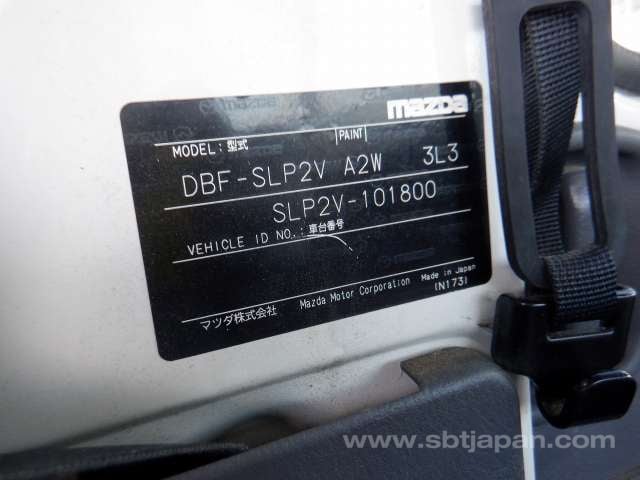 mazda
MODEL: 型式 PAINT
DBF-SLP2V A2W 3L3
SLP2V-101800
VEHICLE ID NO.: 車台番号
マツダ株式会社 Mazda Motor Corporation Made in Japan
IN173I
www.sbtjapan.com